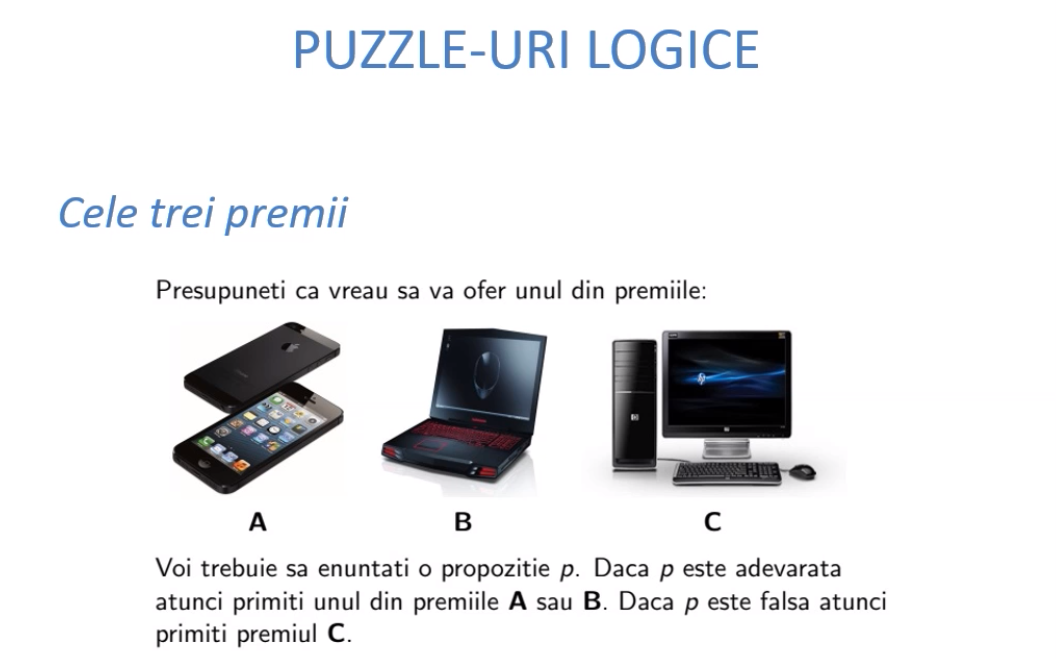 PUZZLE-URI LOGICE
Cele trei premii
Presupuneti ca vreau sa va ofer unul din premiile:
A B C
Voi trebuie sa enuntati o propozitie p. Daca p este adevarata
atunci primiti unul din premiile A sau B. Daca p este falsa atunci
primiti premiul C.